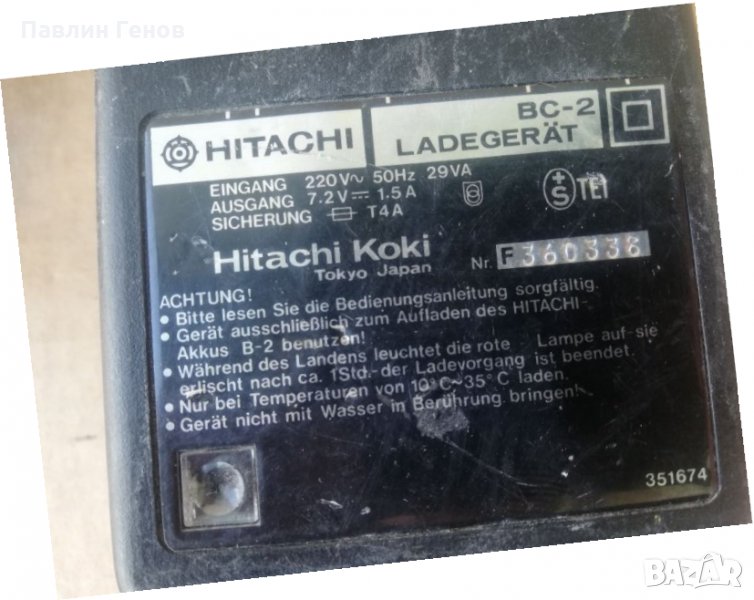 Павлин Генов
HITACHI
BC-2
LADEGERÄT
EINGANG 220V~ 50Hz 29VA
AUSGANG 7.2V⎓ 1.5A
SICHERUNG T4A
+S TEI
Hitachi Koki
Tokyo Japan
Nr. F 360338
ACHTUNG!
• Bitte lesen Sie die Bedienungsanleitung sorgfältig.
• Gerät ausschließlich zum Aufladen des HITACHI-
Akkus B-2 benutzen!
• Während des Landens leuchtet die rote Lampe auf-sie
erlischt nach ca. 1Std.-der Ladevorgang ist beendet.
• Nur bei Temperaturen von 10°C~35°C laden.
• Gerät nicht mit Wasser in Berührung bringen!
351674
BAZAR